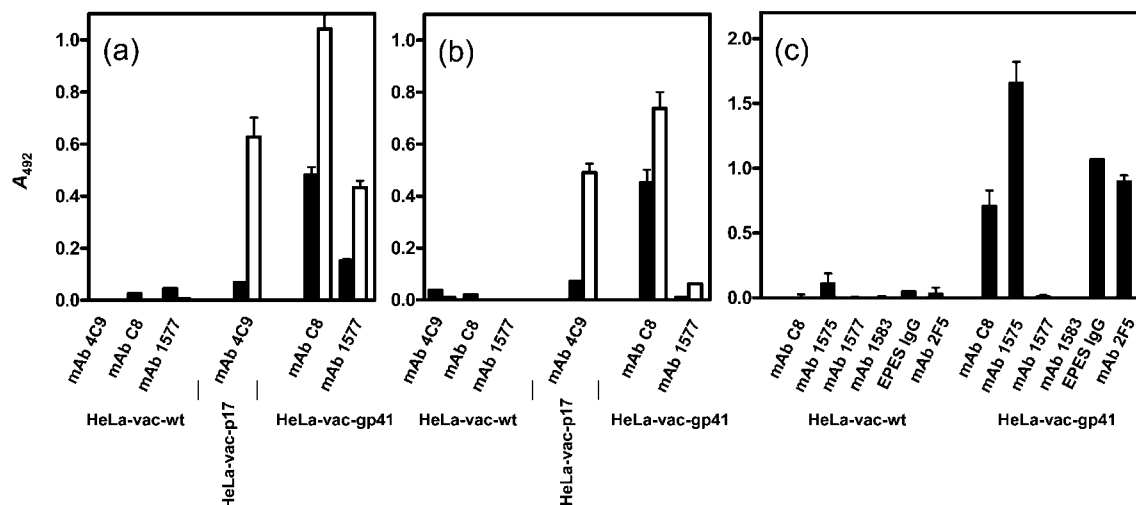 (a)
(b)
(c)
A492
1.0
0.8
0.6
0.4
0.2
0.0
mAb 4C9
mAb C8
mAb 1577
mAb 4C9
mAb C8
mAb 1577
HeLa-vac-wt
HeLa-vac-p17
HeLa-vac-gp41
1.0
0.8
0.6
0.4
0.2
0.0
mAb 4C9
mAb C8
mAb 1577
mAb 4C9
mAb C8
mAb 1577
HeLa-vac-wt
HeLa-vac-p17
HeLa-vac-gp41
2.0
1.5
1.0
0.5
0.0
mAb C8
mAb 1575
mAb 1577
mAb 1583
EPES IgG
mAb 2F5
mAb C8
mAb 1575
mAb 1577
mAb 1583
EPES IgG
mAb 2F5
HeLa-vac-wt
HeLa-vac-gp41